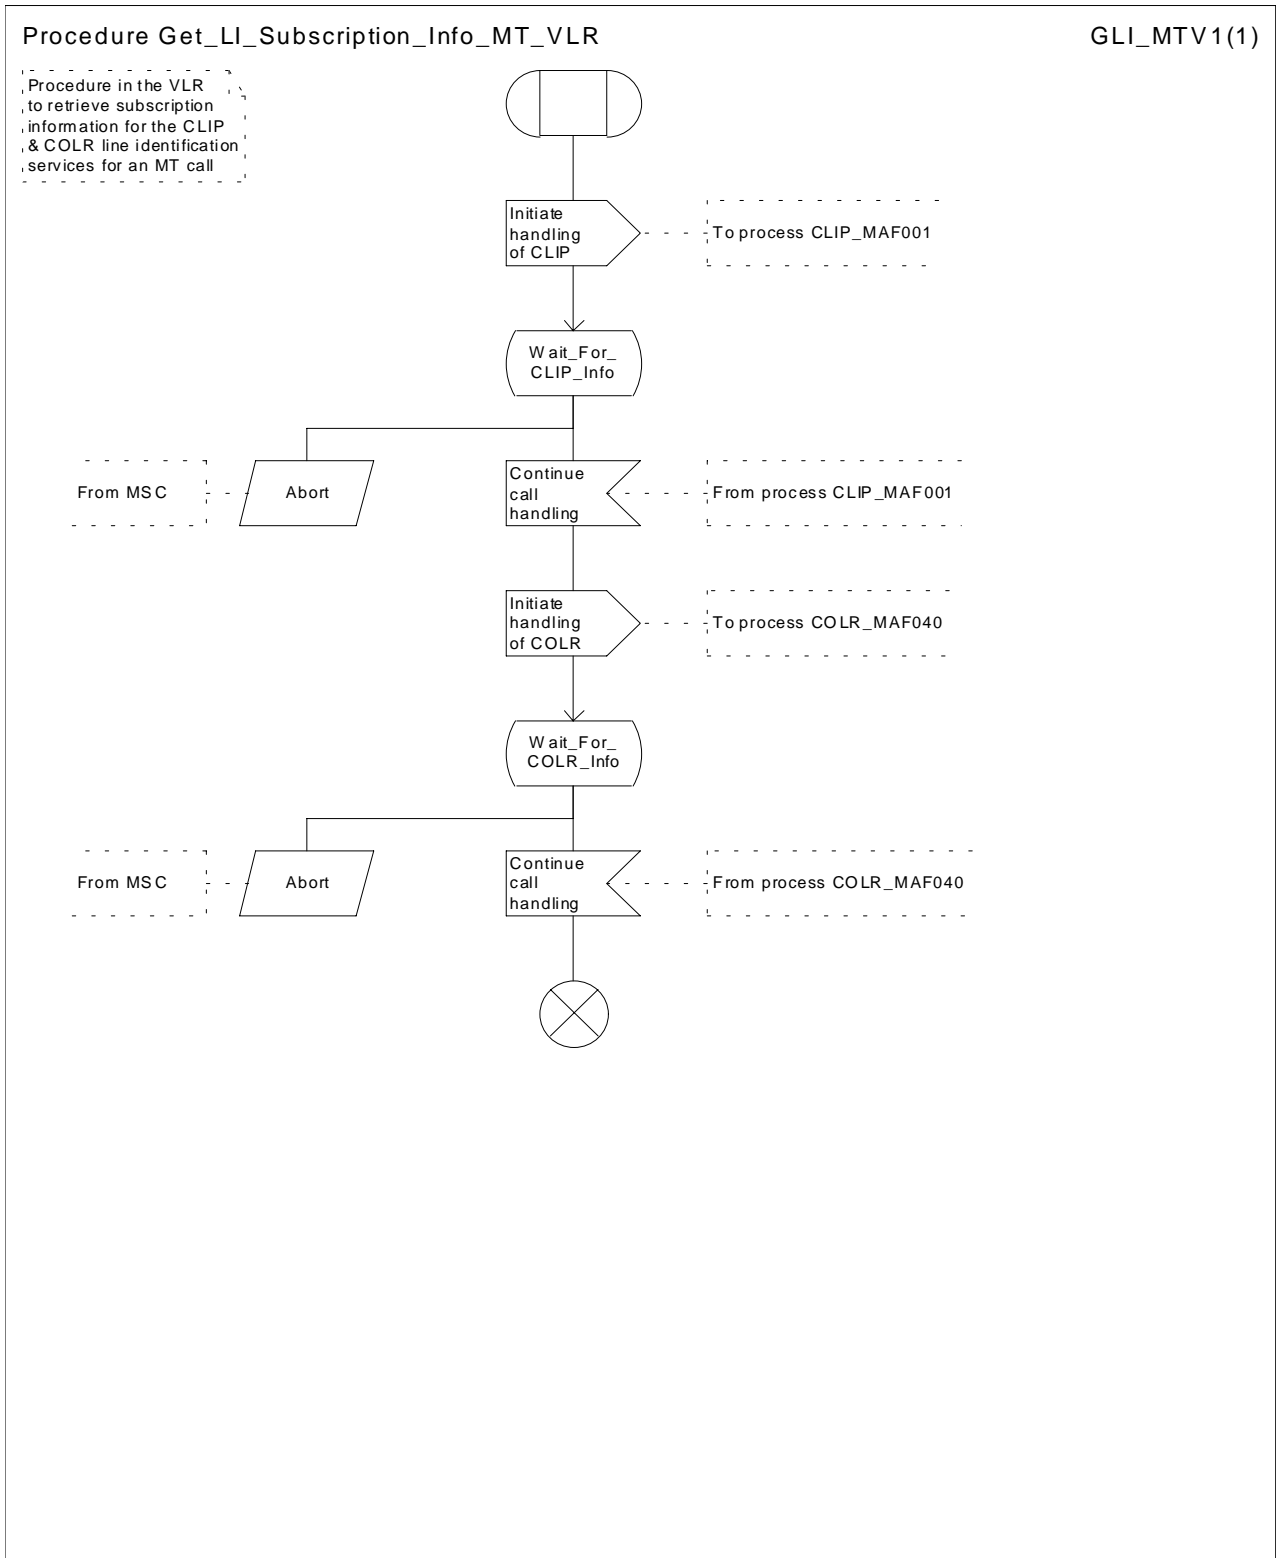 Procedure Get_LI_Subscription_Info_MT_VLR
GLI_MTV1(1)
Procedure in the VLR
to retrieve subscription
information for the CLIP
& COLR line identification
services for an MT call
Initiate
handling
of CLIP
To process CLIP_MAF001
Wait_For_
CLIP_Info
From MSC
Abort
Continue
call
handling
From process CLIP_MAF001
Initiate
handling
of COLR
To process COLR_MAF040
Wait_For_
COLR_Info
From MSC
Abort
Continue
call
handling
From process COLR_MAF040